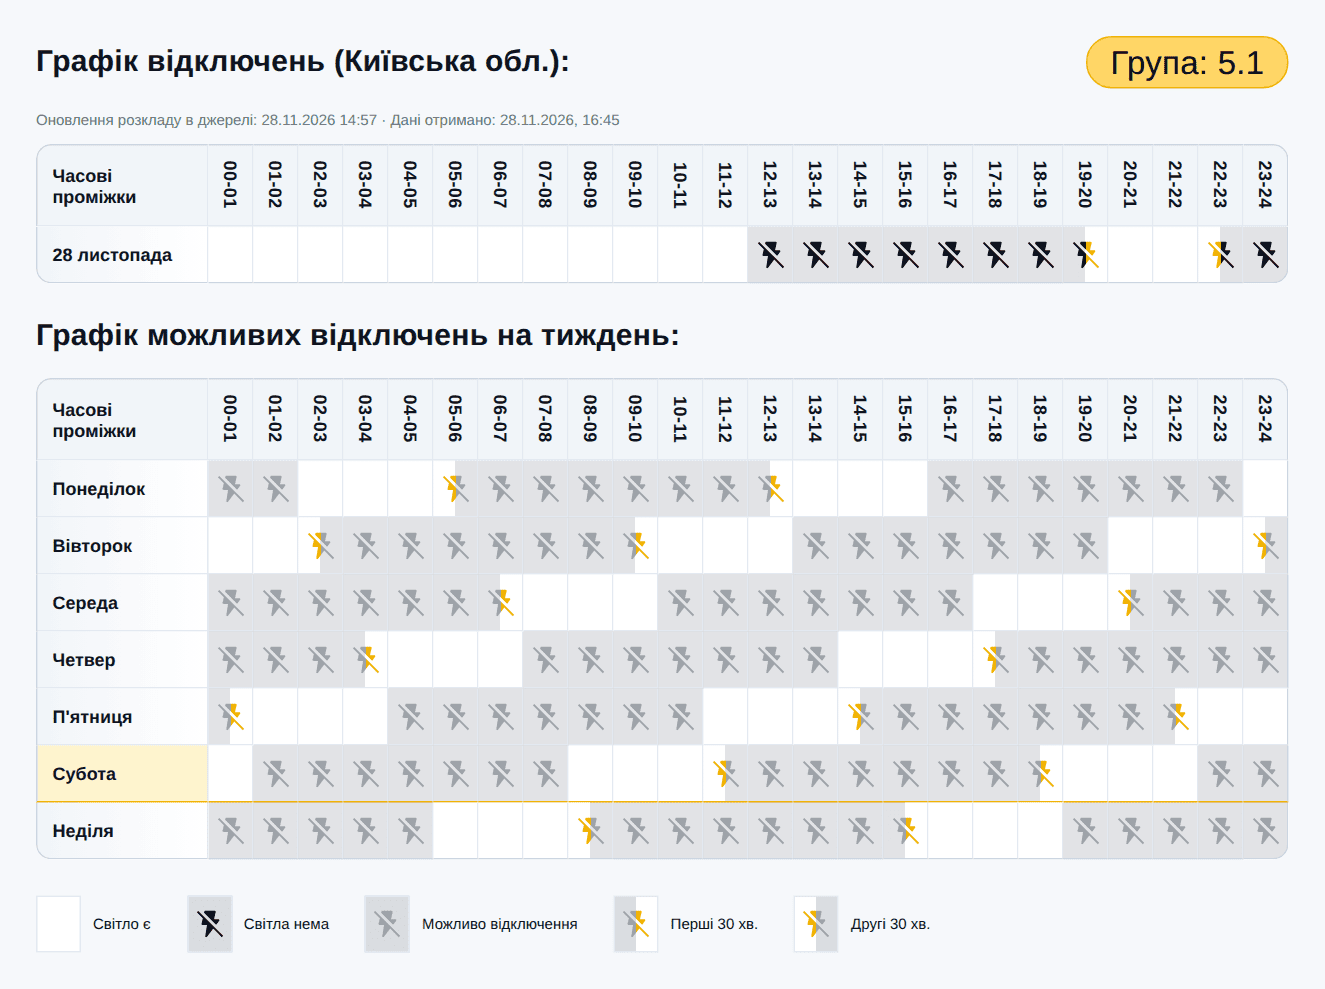 Графік відключень (Київська обл.):
Група: 5.1
Оновлення розкладу в джерелі: 28.11.2026 14:57 · Дані отримано: 28.11.2026, 16:45
Часові проміжки 00-01 01-02 02-03 03-04 04-05 05-06 06-07 07-08 08-09 09-10 10-11 11-12 12-13 13-14 14-15 15-16 16-17 17-18 18-19 19-20 20-21 21-22 22-23 23-24
28 листопада
Графік можливих відключень на тиждень:
Часові проміжки 00-01 01-02 02-03 03-04 04-05 05-06 06-07 07-08 08-09 09-10 10-11 11-12 12-13 13-14 14-15 15-16 16-17 17-18 18-19 19-20 20-21 21-22 22-23 23-24
Понеділок
Вівторок
Середа
Четвер
П'ятниця
Субота
Неділя
Світло є Світла нема Можливо відключення Перші 30 хв. Другі 30 хв.